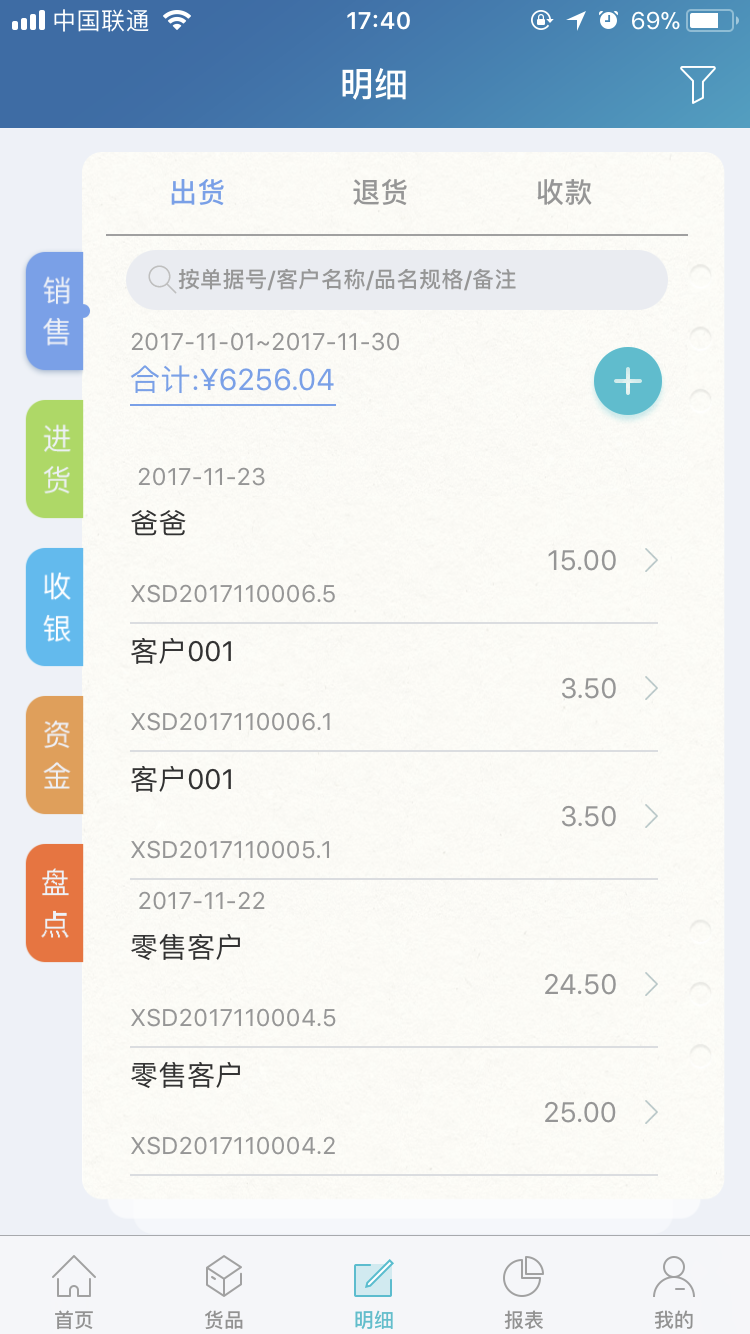 中国联通 17:40 69%
明细
出货 退货 收款
按单据号/客户名称/品名规格/备注
2017-11-01~2017-11-30
合计:¥6256.04
销售
进货
收银
资金
盘点
2017-11-23
爸爸
15.00
XSD2017110006.5
客户001
3.50
XSD2017110006.1
客户001
3.50
XSD2017110005.1
2017-11-22
零售客户
24.50
XSD2017110004.5
零售客户
25.00
XSD2017110004.2
首页 货品 明细 报表 我的